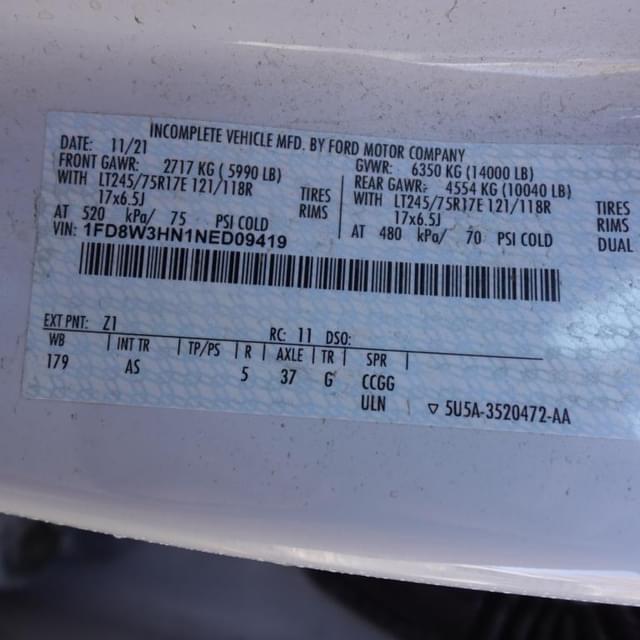 INCOMPLETE VEHICLE MFD. BY FORD MOTOR COMPANY
DATE: 11/21 GVWR: 6350 KG (14000 LB)
FRONT GAWR: 2717 KG ( 5990 LB) REAR GAWR: 4554 KG (10040 LB)
WITH LT245/75R17E 121/118R TIRES WITH LT245/75R17E 121/118R TIRES
17x6.5J RIMS 17x6.5J RIMS
AT 520 kPa/ 75 PSI COLD AT 480 kPa/ 70 PSI COLD DUAL
VIN: 1FD8W3HN1NED09419
EXT PNT: Z1 RC: 11 DSO:
WB | INT TR | TP/PS | R | AXLE | TR | SPR |
179 AS 5 37 G CCGG
ULN ▽ 5U5A-3520472-AA